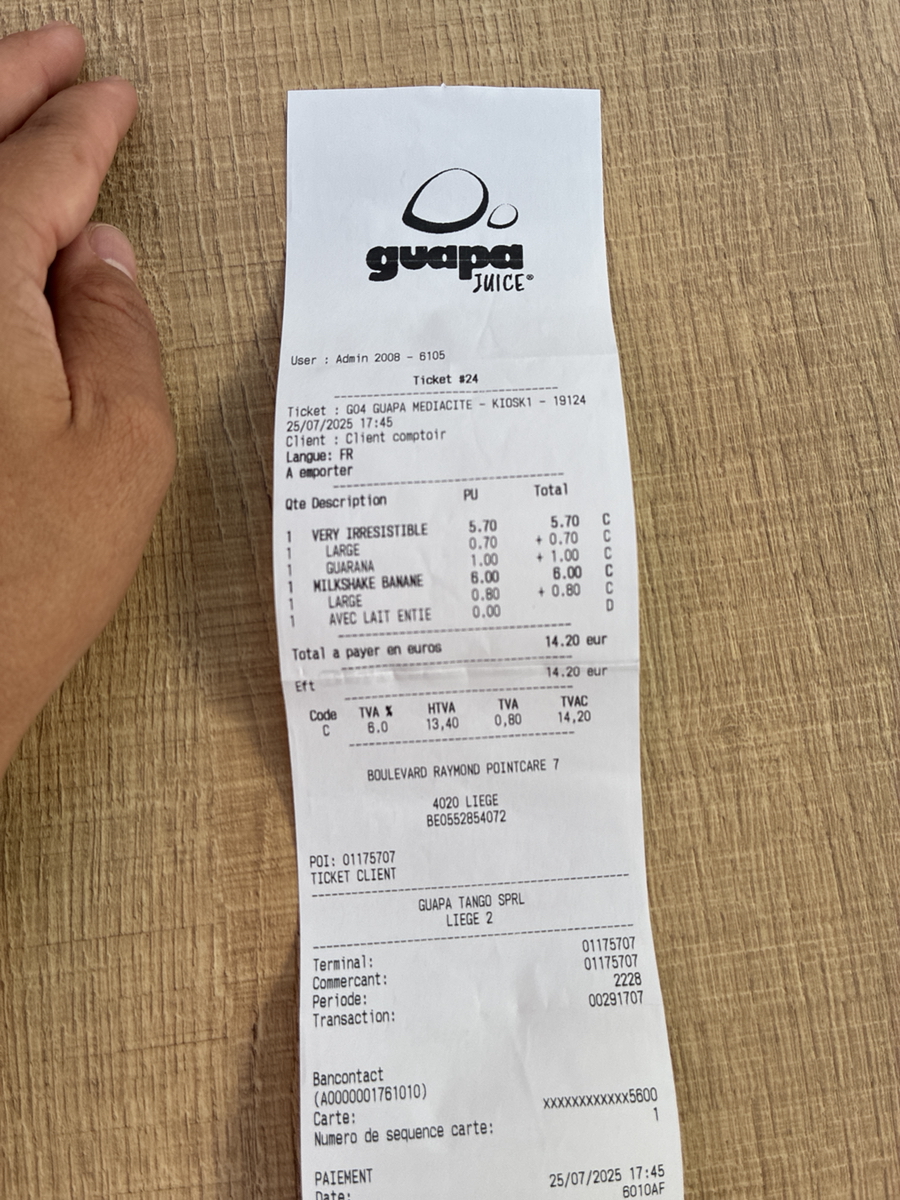 guapa
JUICE®
User : Admin 2008 - 6105
Ticket #24
Ticket : G04 GUAPA MEDIACITE - KIOSK1 - 19124
25/07/2025 17:45
Client : Client comptoir
Langue: FR
A emporter
Qte Description PU Total
1 VERY IRRESISTIBLE 5.70 5.70 C
1 LARGE 0.70 + 0.70 C
1 GUARANA 1.00 + 1.00 C
1 MILKSHAKE BANANE 6.00 6.00 C
1 LARGE 0.80 + 0.80 C
1 AVEC LAIT ENTIE 0.00 D
Total a payer en euros 14.20 eur
Eft 14.20 eur
Code TVA % HTVA TVA TVAC
C 6.0 13,40 0,80 14,20
BOULEVARD RAYMOND POINTCARE 7
4020 LIEGE
BE0552854072
POI: 01175707
TICKET CLIENT
GUAPA TANGO SPRL
LIEGE 2
Terminal: 01175707
Commercant: 01175707
Periode: 2228
Transaction: 00291707
Bancontact
(A0000001761010)
Carte: xxxxxxxxxxxx5600
Numero de sequence carte: 1
PAIEMENT
Date: 25/07/2025 17:45
6010AF